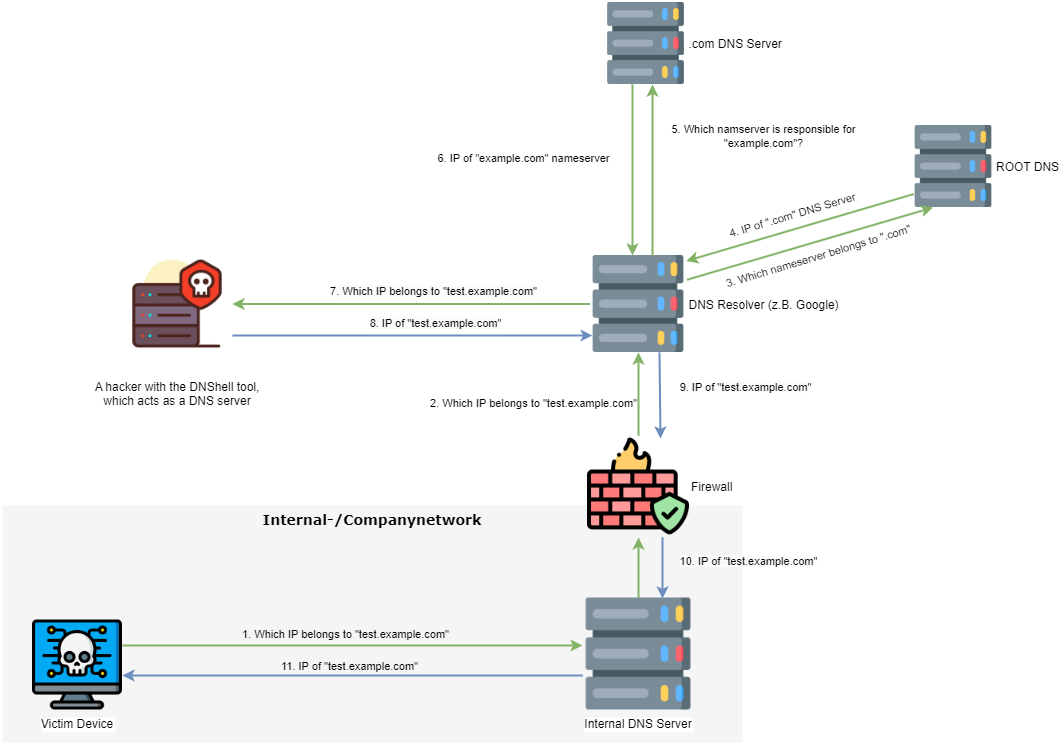 .com DNS Server
5. Which namserver is responsible for
"example.com"?
6. IP of "example.com" nameserver
ROOT DNS
4. IP of ".com" DNS Server
3. Which nameserver belongs to ".com"
7. Which IP belongs to "test.example.com"
DNS Resolver (z.B. Google)
8. IP of "test.example.com"
A hacker with the DNShell tool,
which acts as a DNS server
9. IP of "test.example.com"
2. Which IP belongs to "test.example.com"
Firewall
Internal-/Companynetwork
10. IP of "test.example.com"
1. Which IP belongs to "test.example.com"
11. IP of "test.example.com"
Victim Device
Internal DNS Server